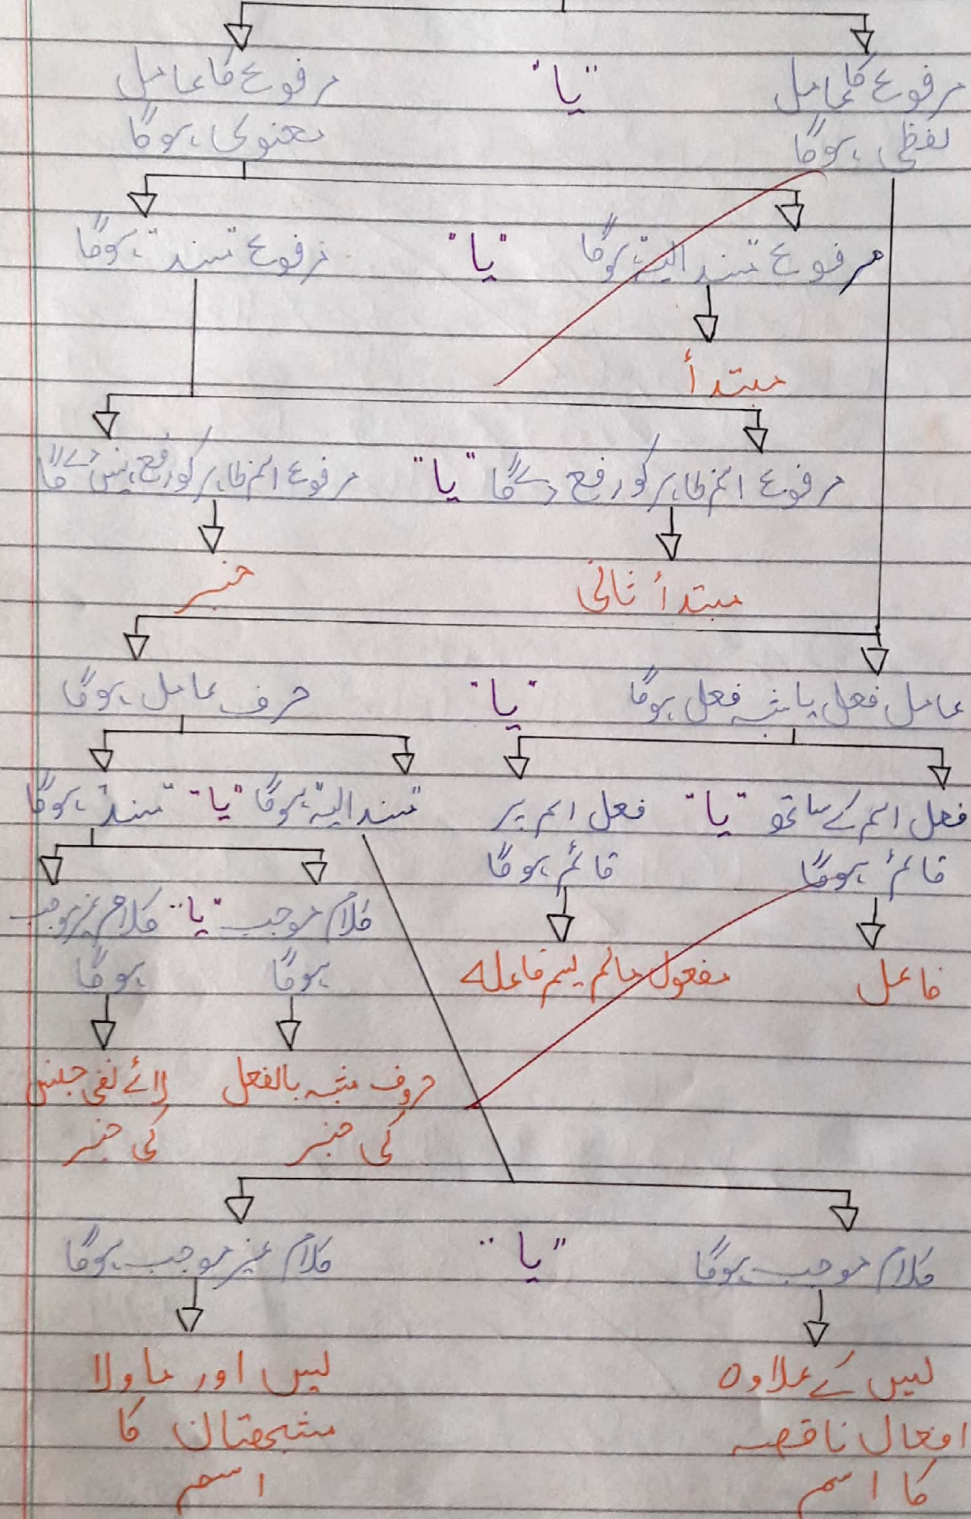 مرفوع کا عامل "یا" مرفوع کا عامل
لفظی ہوگا معنوی ہوگا
مرفوع مسند الیہ ہوگا "یا" مرفوع مسند ہوگا
مبتدأ
مرفوع اسم ظاہر کو رفع دے گا "یا" مرفوع اسم ظاہر کو رفع نہیں دے گا
مبتدأ ثانی خبر
عامل فعل یا شبہ فعل ہوگا "یا" حرف عامل ہوگا
فعل اسم کے ساتھ "یا" فعل اسم پر مسند الیہ ہوگا "یا" مسند ہوگا
قائم ہوگا قائم ہوگا
کلام موجب "یا" کلام غیر موجب
ہوگا ہوگا
فاعل مفعول مالم یسم فاعلہ
حروف مشبہ بالفعل لائے نفی جنس
کی خبر کی خبر
کلام موجب ہوگا "یا" کلام غیر موجب ہوگا
لیس کے علاوہ لیس اور ما ولا
افعال ناقصہ مشبھتان کا
کا اسم اسم